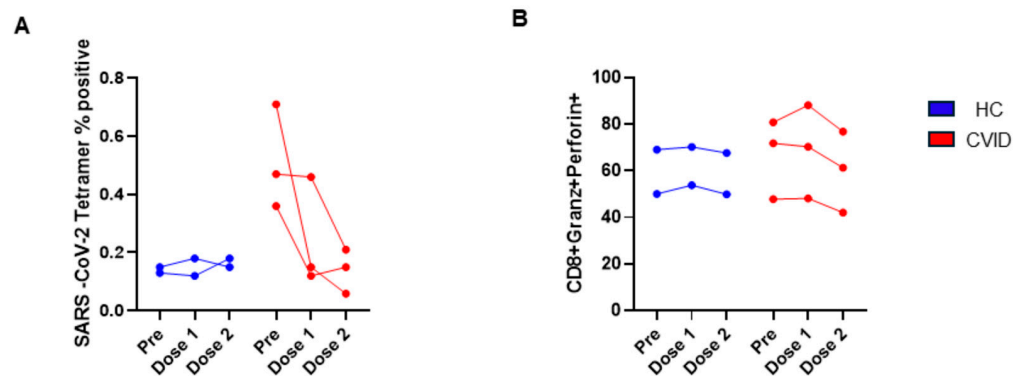 A
SARS -CoV-2 Tetramer % positive
0.8
0.6
0.4
0.2
0.0
Pre
Dose 1
Dose 2
Pre
Dose 1
Dose 2
B
CD8+Granz+Perforin+
100
80
60
40
20
0
Pre
Dose 1
Dose 2
Pre
Dose 1
Dose 2
HC
CVID